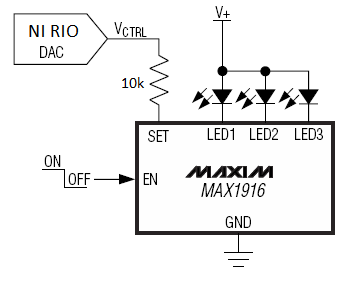 V+
NI RIO
DAC
VCTRL
10k
SET LED1 LED2 LED3
ON
OFF
EN
MAXIM
MAX1916
GND